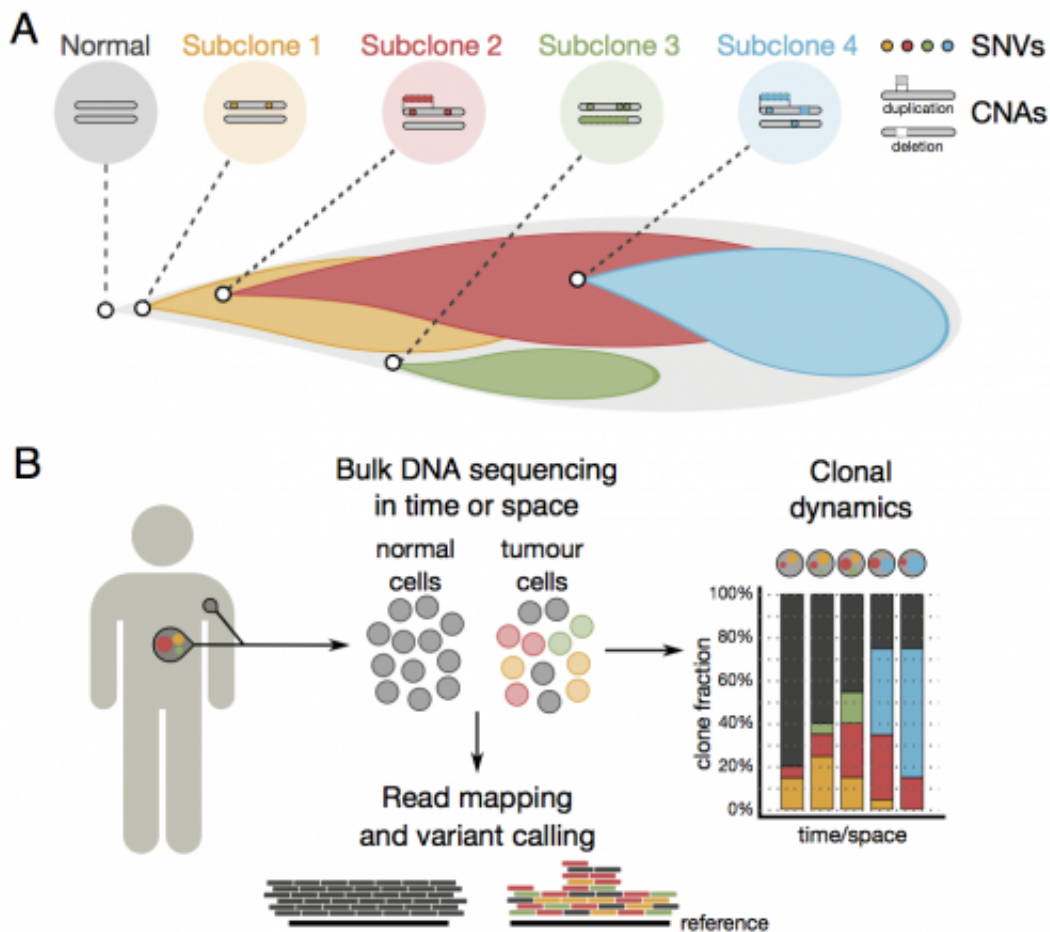 A
Normal
Subclone 1
Subclone 2
Subclone 3
Subclone 4
SNVs
duplication
CNAs
deletion
B
Bulk DNA sequencing
in time or space
normal
cells
tumour
cells
Read mapping
and variant calling
reference
Clonal
dynamics
100%
80%
60%
40%
20%
0%
clone fraction
time/space